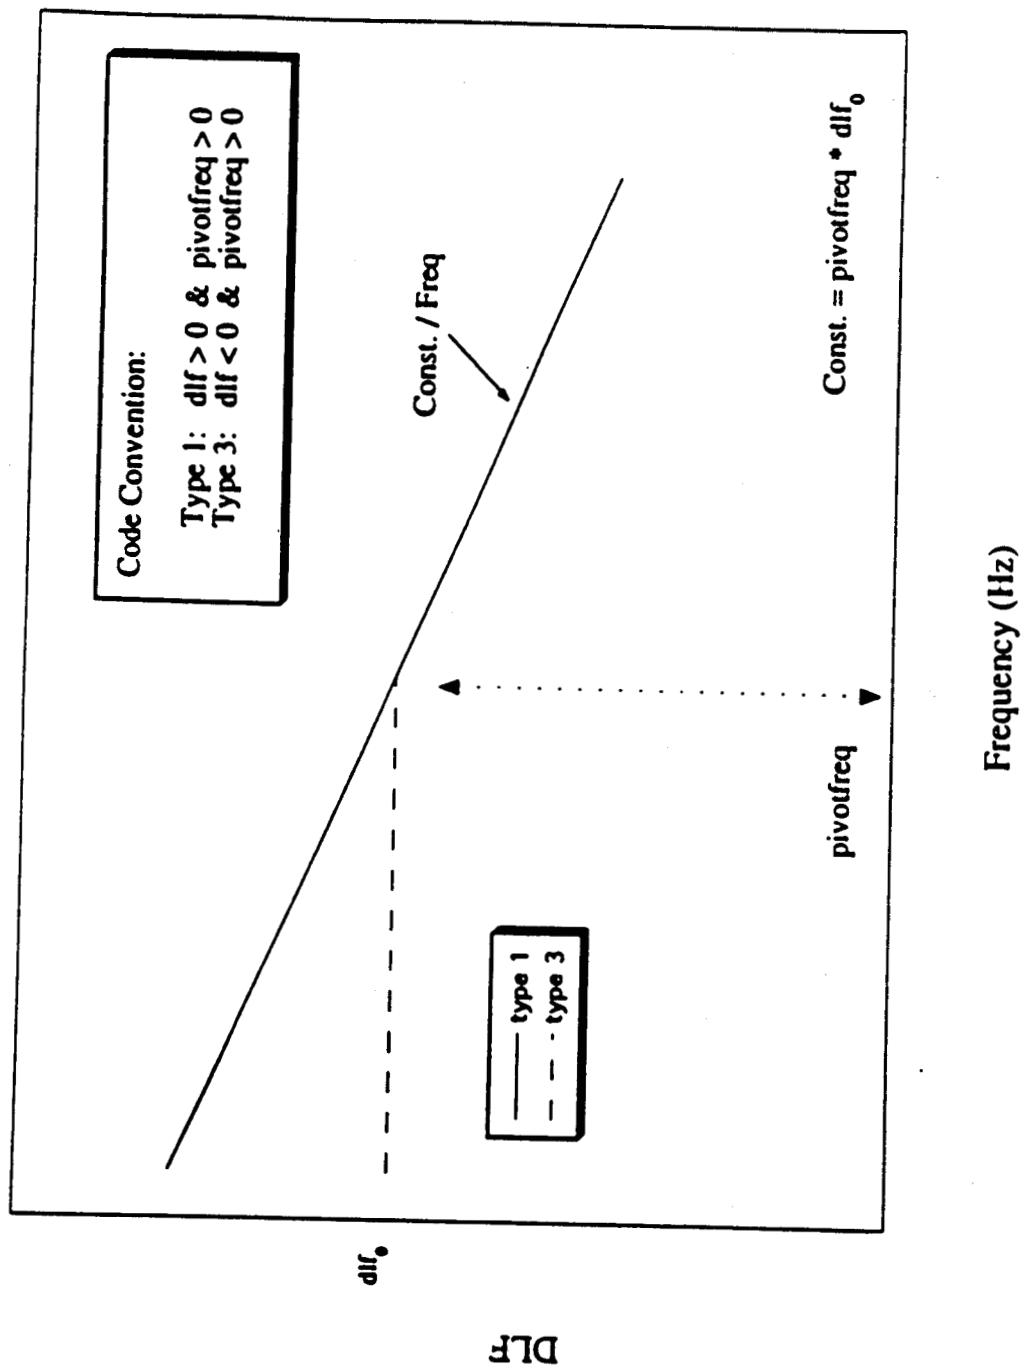 Code Convention:
Type 1: dlf > 0 & pivotfreq > 0
Type 3: dlf < 0 & pivotfreq > 0
Const. / Freq
DLF
dlf₀
type 1
type 3
pivotfreq
Const. = pivotfreq * dlf₀
Frequency (Hz)